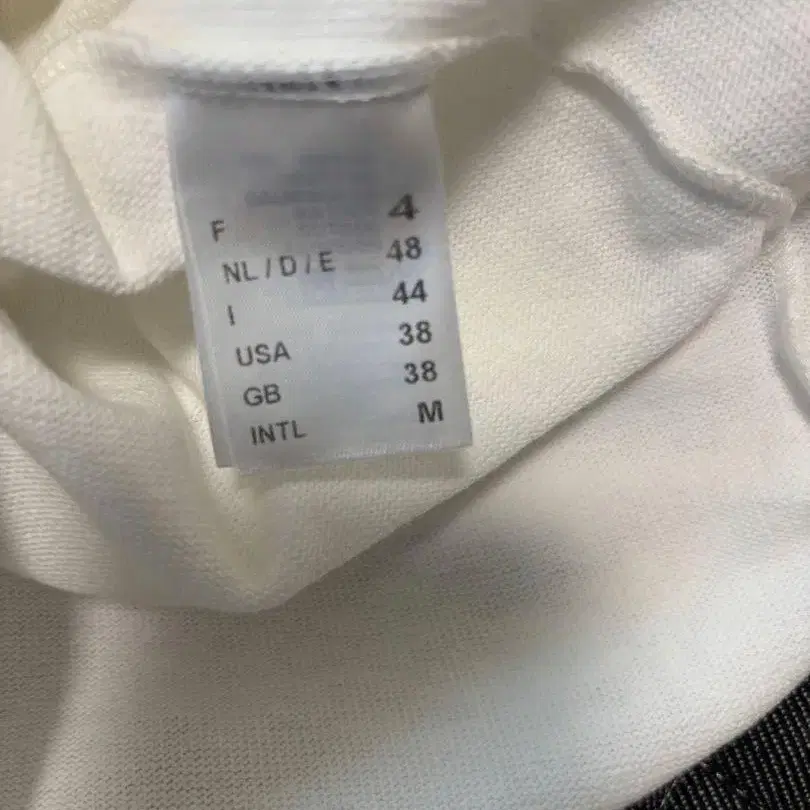 F 4
NL / D / E 48
I 44
USA 38
GB 38
INTL M